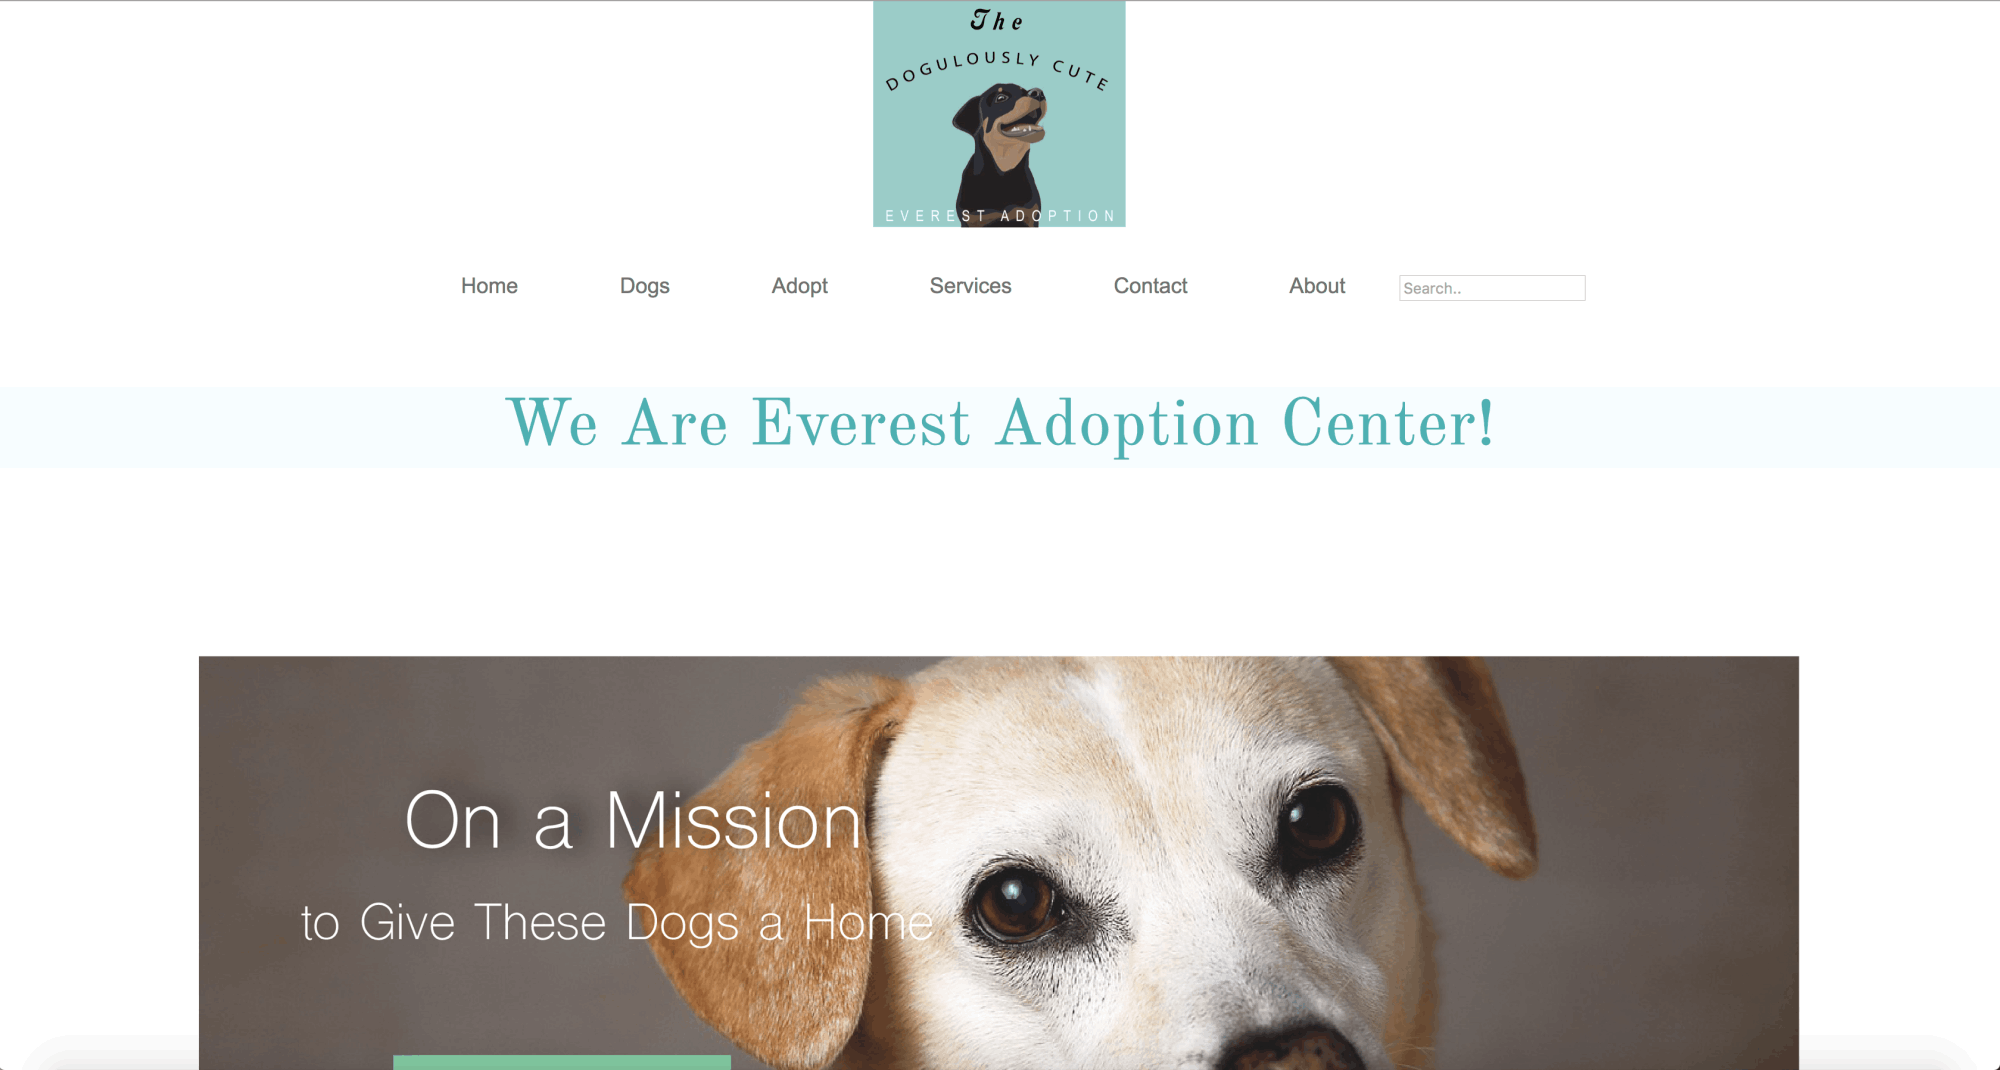 The
DOGULOUSLY CUTE
EVEREST ADOPTION
Home Dogs Adopt Services Contact About Search..
We Are Everest Adoption Center!
On a Mission
to Give These Dogs a Home